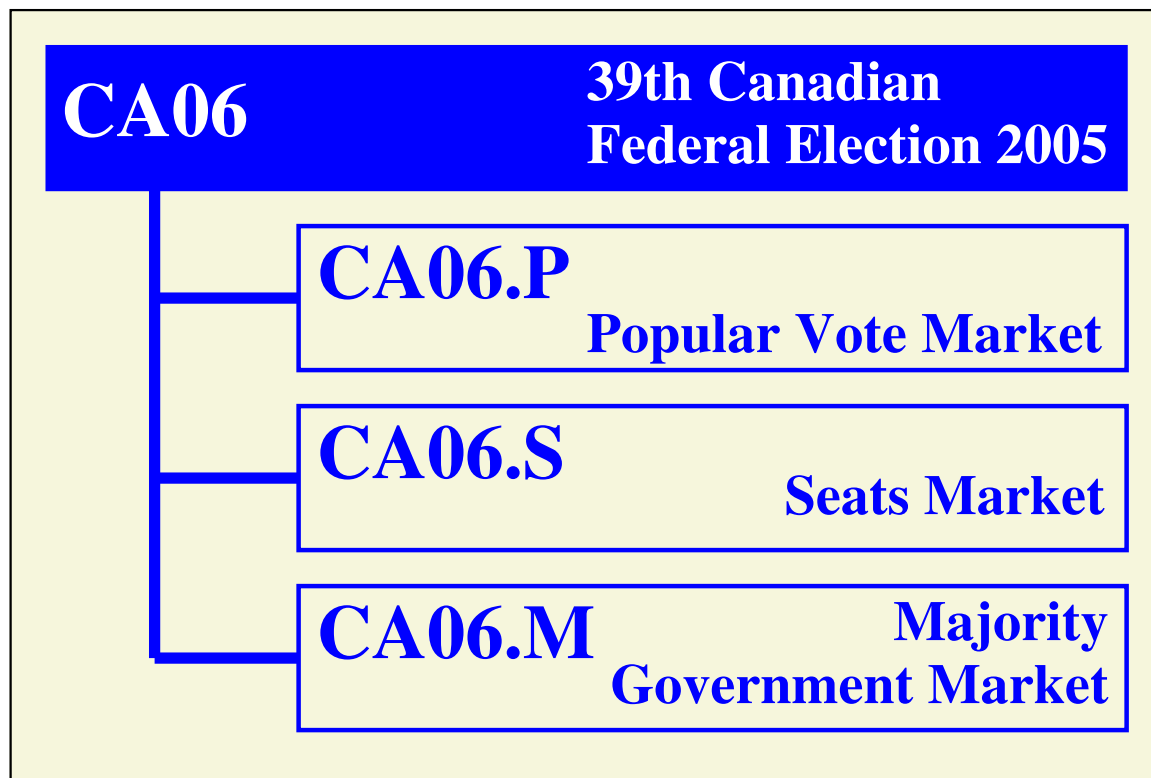 CA06
39th Canadian
Federal Election 2005
CA06.P
Popular Vote Market
CA06.S
Seats Market
CA06.M
Majority
Government Market